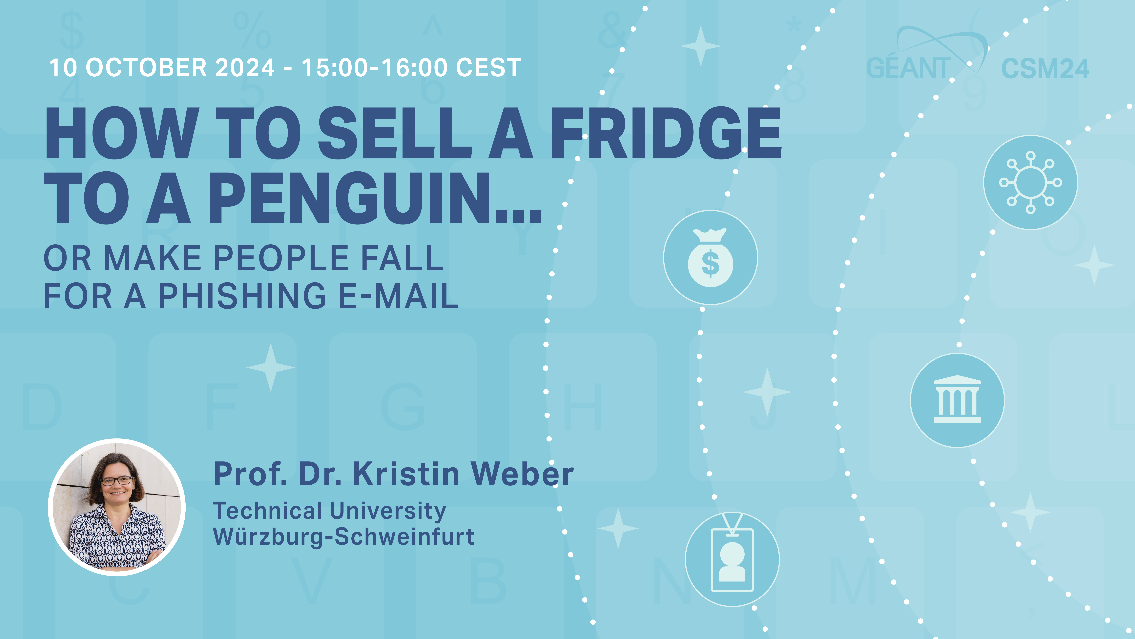 10 OCTOBER 2024 - 15:00-16:00 CEST
GÉANT CSM24
HOW TO SELL A FRIDGE
TO A PENGUIN...
OR MAKE PEOPLE FALL
FOR A PHISHING E-MAIL
$
Prof. Dr. Kristin Weber
Technical University
Würzburg-Schweinfurt